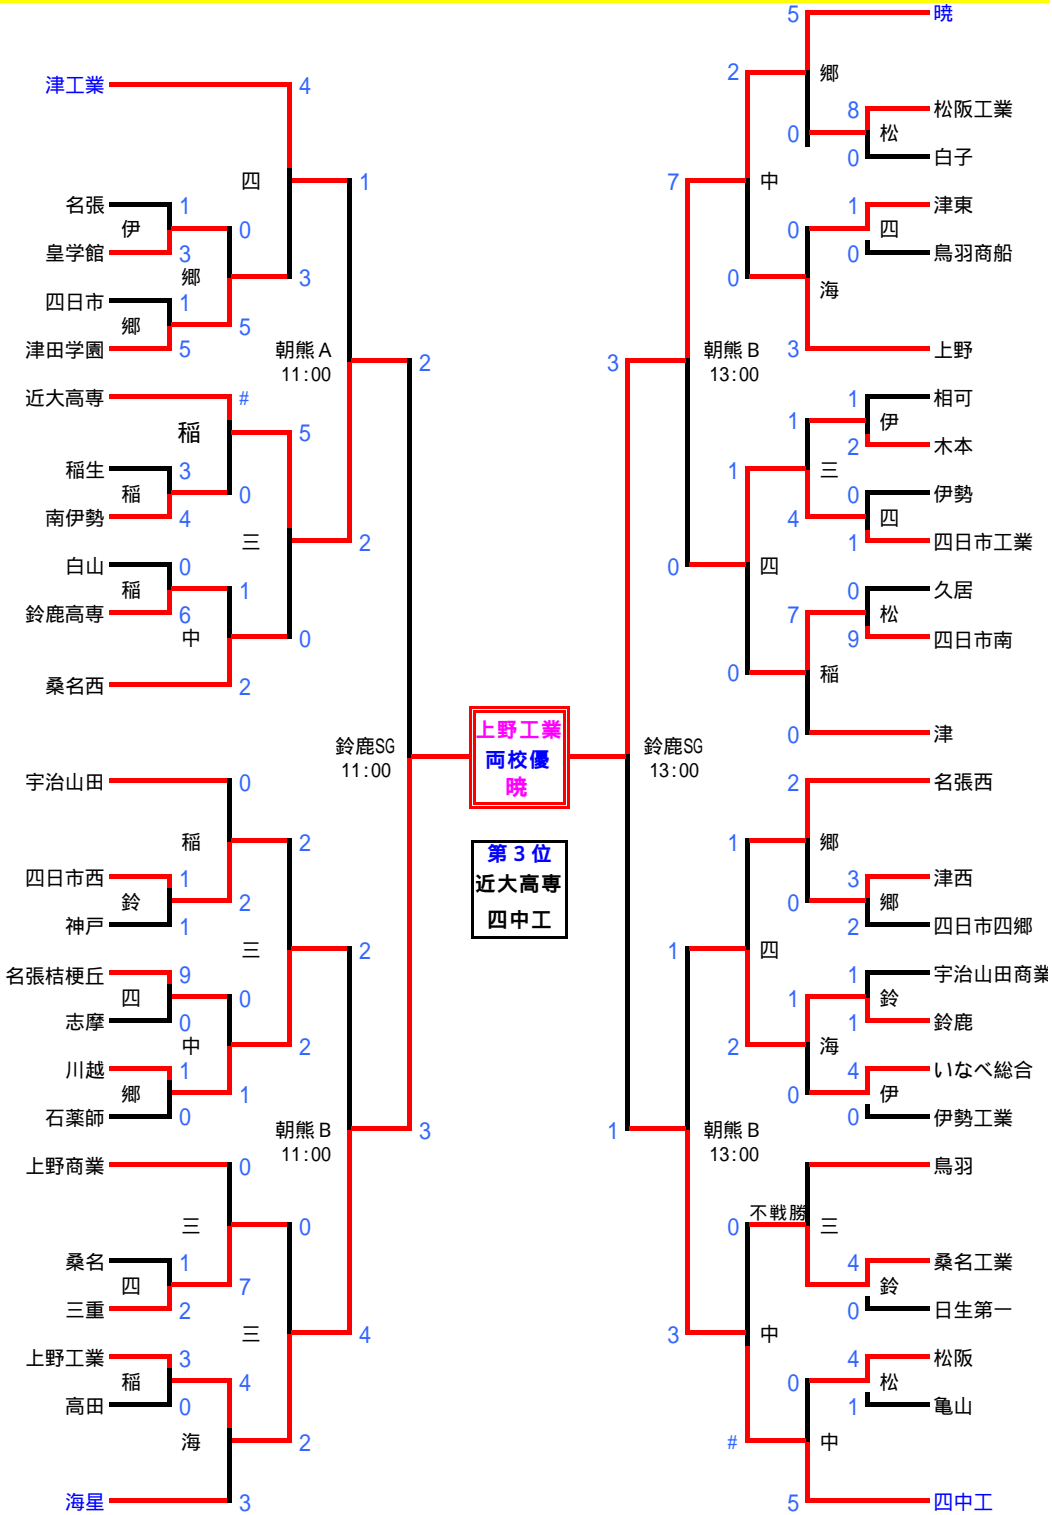 津工業
4
四
1
名張
1
伊
0
皇学館
3
郷
3
四日市
1
郷
5
津田学園
5
朝熊A
11:00
2
近大高専
#
稲
5
稲生
3
稲
0
南伊勢
4
三
2
白山
0
稲
1
鈴鹿高専
6
中
0
桑名西
2
鈴鹿SG
11:00
宇治山田
0
稲
2
四日市西
1
鈴
2
神戸
1
三
2
名張桔梗丘
9
四
0
志摩
0
中
2
川越
1
郷
1
石薬師
0
朝熊B
11:00
3
上野商業
0
三
0
桑名
1
四
7
三重
2
三
4
上野工業
3
稲
4
高田
0
海
2
海星
3
上野工業
両校優
暁
第3位
近大高専
四中工
5
暁
2
郷
8
松阪工業
0
松
0
白子
7
中
1
津東
0
四
0
鳥羽商船
0
海
3
上野
3
朝熊B
13:00
1
相可
1
伊
2
木本
1
三
0
伊勢
4
四
1
四日市工業
0
四
0
久居
7
松
9
四日市南
0
稲
0
津
鈴鹿SG
13:00
2
名張西
1
郷
3
津西
0
郷
2
四日市四郷
1
四
1
宇治山田商業
1
鈴
1
鈴鹿
2
海
4
いなべ総合
0
伊
0
伊勢工業
1
朝熊B
13:00
鳥羽
0
不戦勝
三
4
桑名工業
鈴
0
日生第一
3
中
4
松阪
0
松
1
亀山
#
中
5
四中工